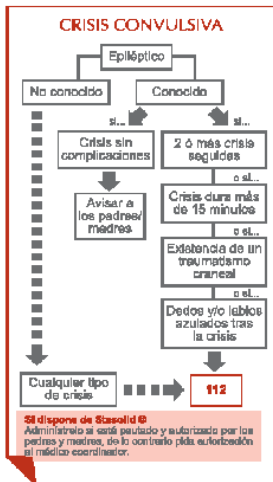 CRISIS CONVULSIVA
Epiléptico
No conocido
Conocido
si...
si...
Crisis sin
complicaciones
2 ó más crisis
seguidas
Avisar a
los padres/
madres
o si...
Crisis dura más
de 15 minutos
o si...
Existencia de un
traumatismo
craneal
o si...
Dedos y/o labios
azulados tras
la crisis
Cualquier tipo
de crisis
112
Si dispone de Stesolid ®
Adminístrelo si está pautado y autorizado por los
padres y madres, de lo contrario pida autorización
al médico coordinador.